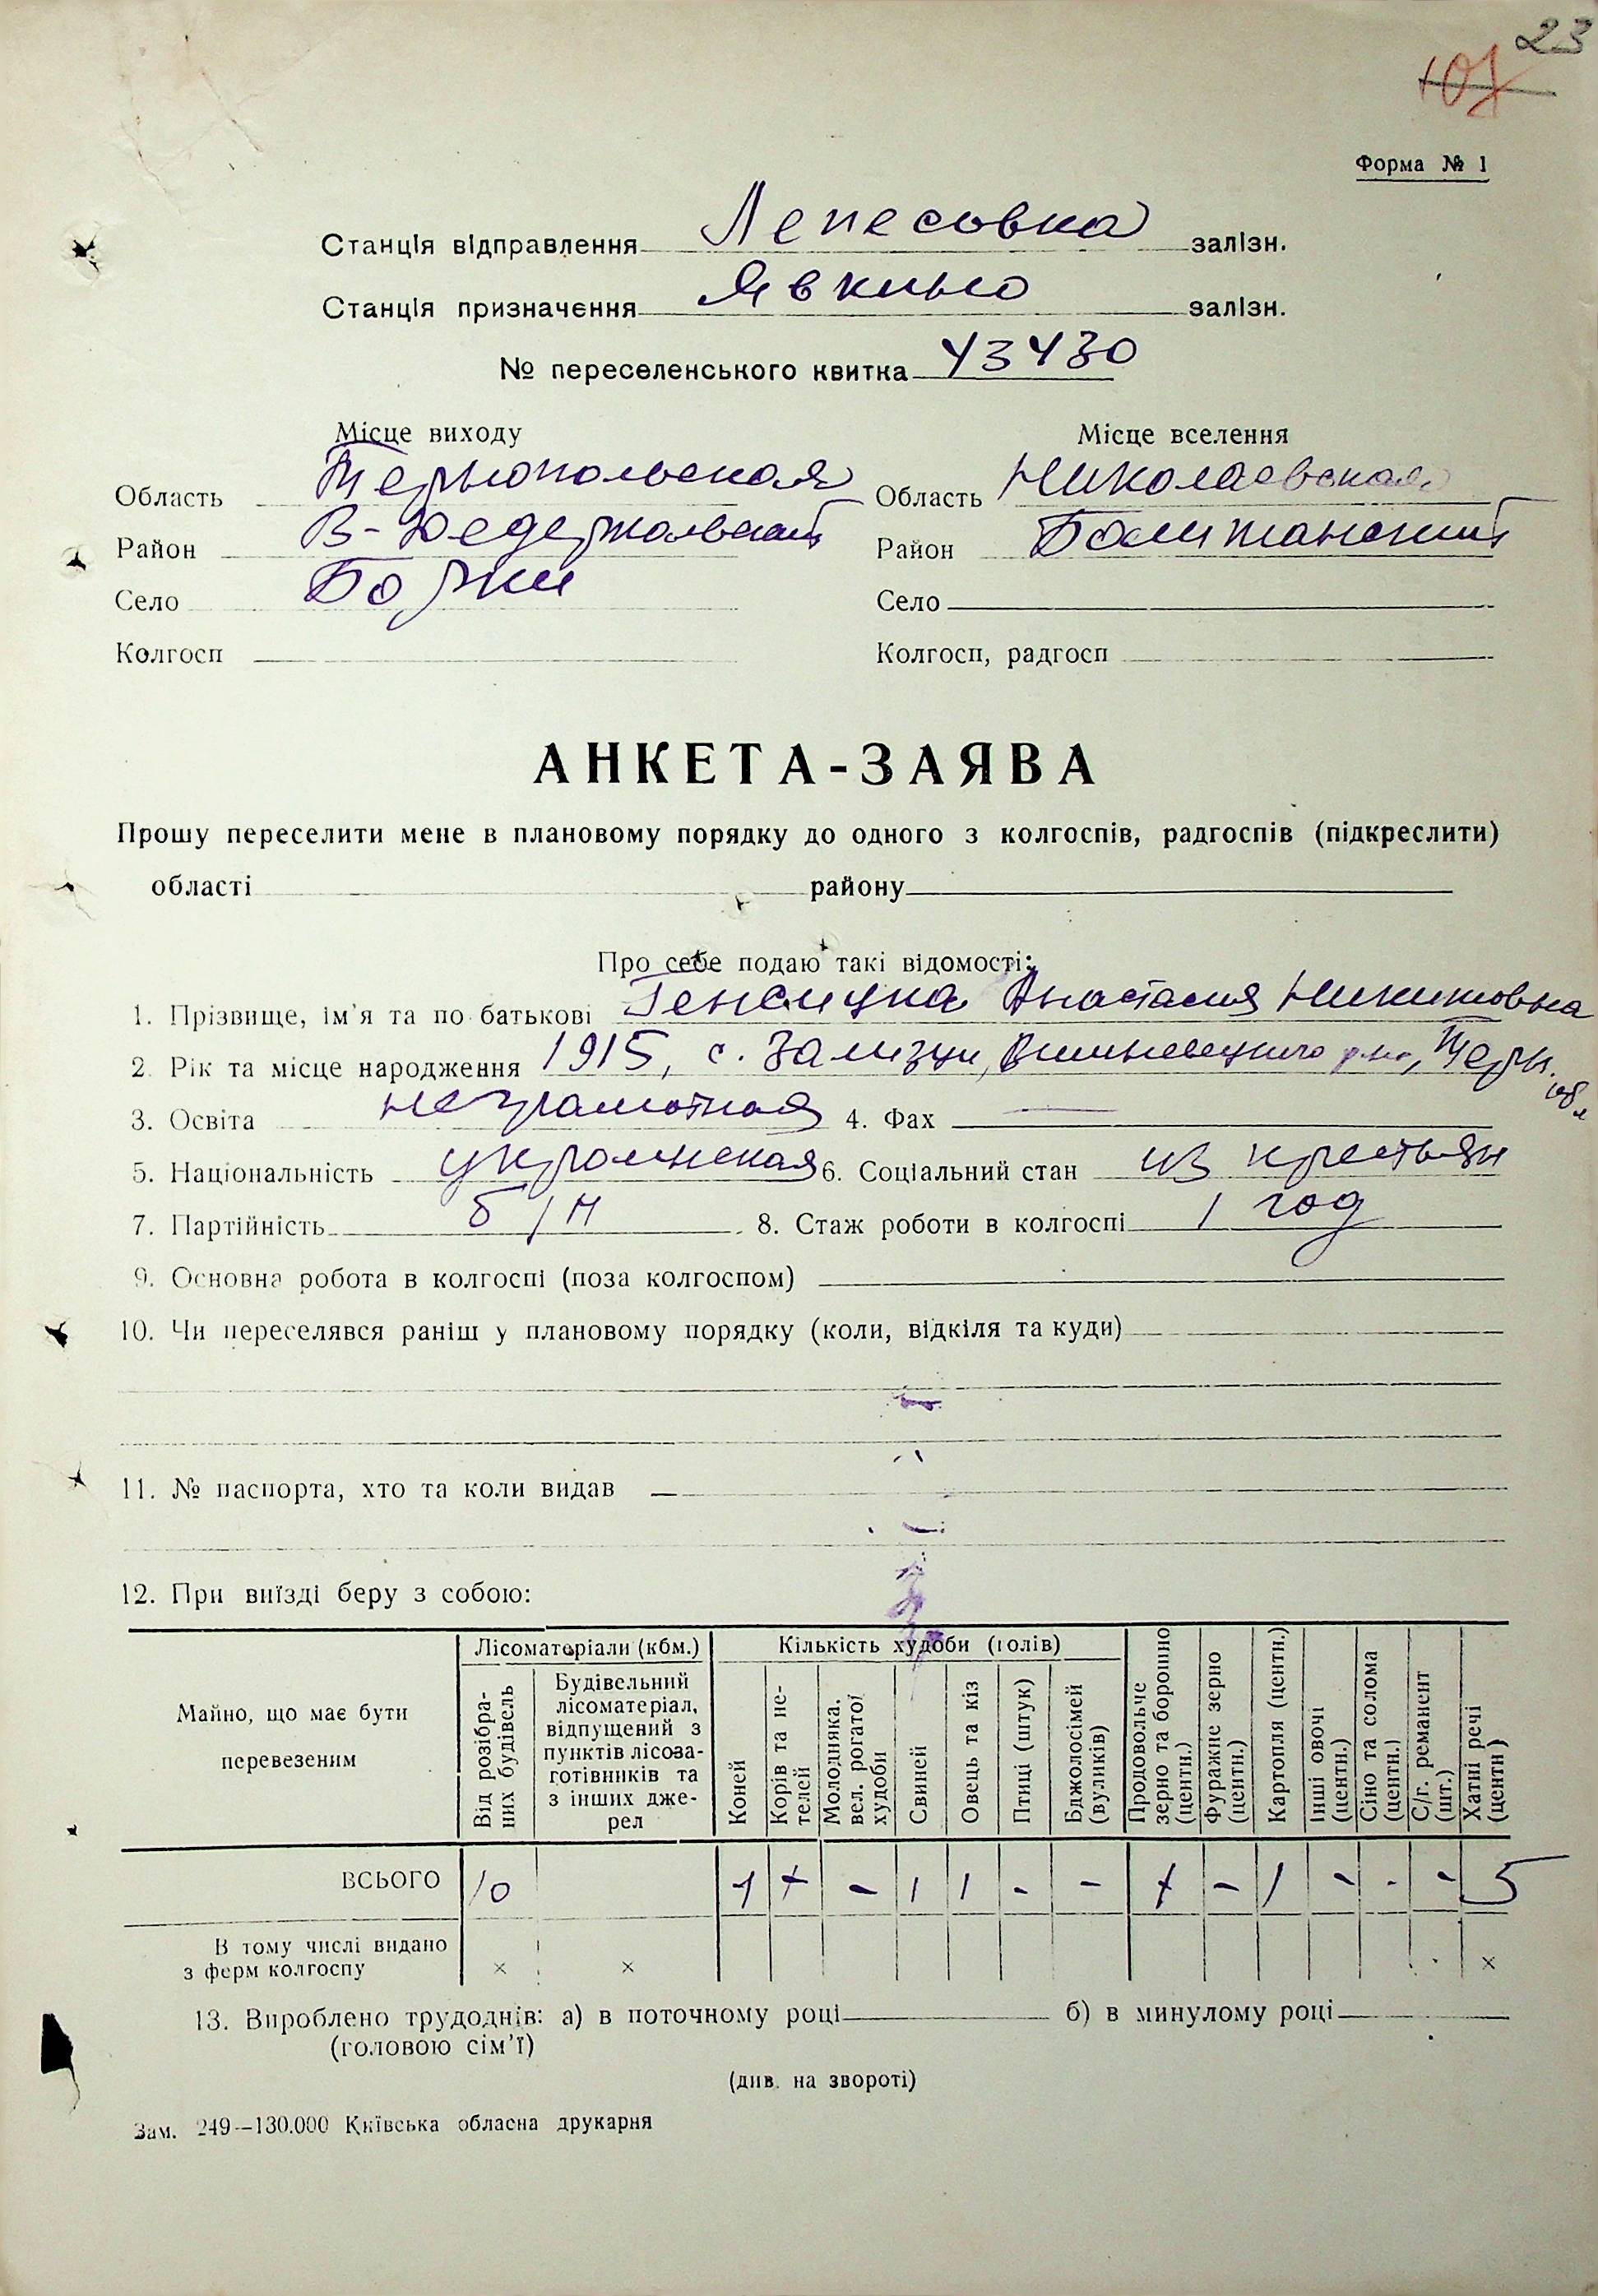 23
107
Форма № 1
Станція відправлення Лепесовка залізн.
Станція призначення Явкино залізн.
№ переселенського квитка 43430
Місце виходу
Місце вселення
Область Тернопольская
Область Николаевская
Район В-Дедеркальский
Район Баштанский
Село Боржи
Село
Колгосп
Колгосп, радгосп
АНКЕТА-ЗАЯВА
Прошу переселити мене в плановому порядку до одного з колгоспів, радгоспів (підкреслити)
області району
Про себе подаю такі відомості:
1. Прізвище, ім'я та по батькові Анастасия Никитовна
2. Рік та місце народження 1915, с. Зализци, Вишневецкого р-на, Терн.
обл
3. Освіта неграмотная 4. Фах —
5. Національність украинская 6. Соціальний стан из крестьян
7. Партійність б/п 8. Стаж роботи в колгоспі 1 год
9. Основна робота в колгоспі (поза колгоспом)
10. Чи переселявся раніш у плановому порядку (коли, відкіля та куди)
11. № паспорта, хто та коли видав —
12. При виїзді беру з собою:
Майно, що має бути перевезеним
Лісоматеріали (кбм.)
Кількість худоби (голів)
Від розібраних будівель
Будівельний лісоматеріал, відпущений з пунктів лісозаготівників та з інших джерел
Коней
Корів та нетелей
Молодняка, вел. рогатої худоби
Свиней
Овець та кіз
Птиці (штук)
Бджолосімей (вуликів)
Продовольче зерно та борошно (центн.)
Фуражне зерно (центн.)
Картопля (центн.)
Інші овочі (центн.)
Сіно та солома (центн.)
С/г. реманент (шт.)
Хатні речі (центн)
ВСЬОГО 10 1 + - 1 1 - - + - 1 - - - 5
В тому числі видано
з ферм колгоспу × × ×
13. Вироблено трудоднів: а) в поточному році б) в минулому році
(головою сім'ї)
(див. на звороті)
Зам. 249—130.000 Київська обласна друкарня